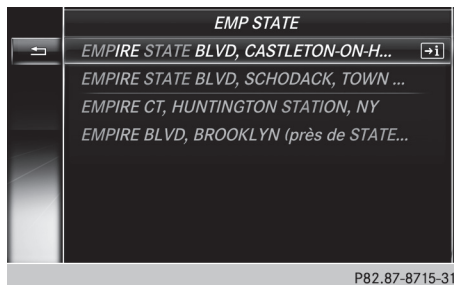 EMP STATE
EMPIRE STATE BLVD, CASTLETON-ON-H...
EMPIRE STATE BLVD, SCHODACK, TOWN ...
EMPIRE CT, HUNTINGTON STATION, NY
EMPIRE BLVD, BROOKLYN (près de STATE...
P82.87-8715-31